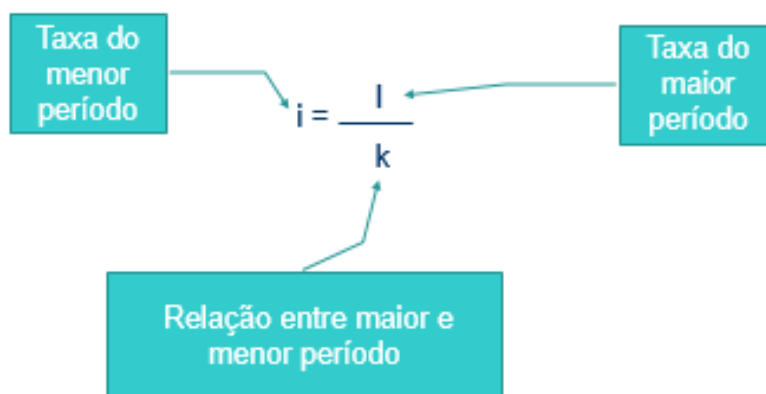 Taxa do
menor
período
Taxa do
maior
período
i = I
k
Relação entre maior e
menor período